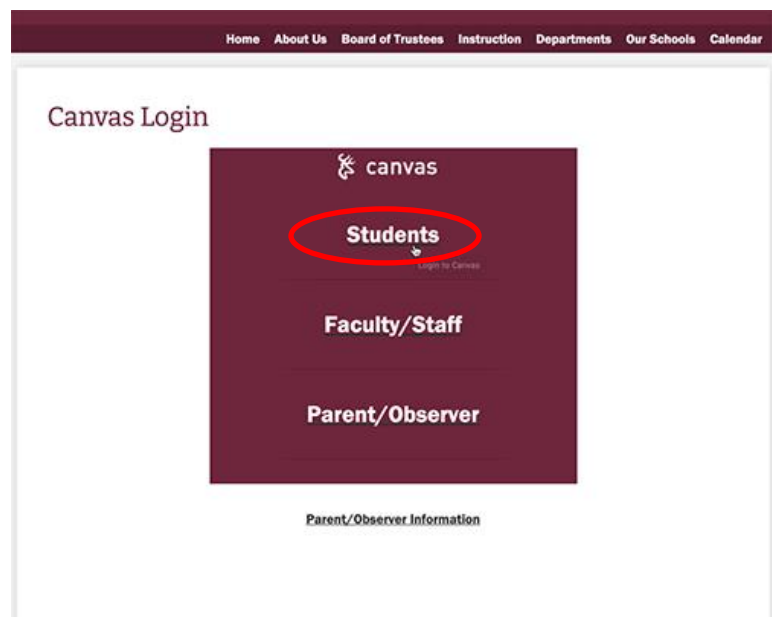 Home About Us Board of Trustees Instruction Departments Our Schools Calendar
Canvas Login
canvas
Students
Login to Canvas
Faculty/Staff
Parent/Observer
Parent/Observer Information